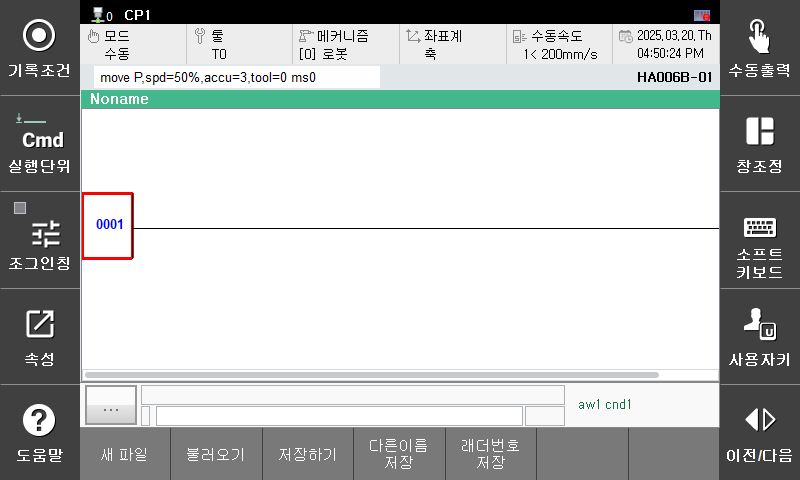 0 CP1
기록조건
모드
수동
툴
T0
메커니즘
[0] 로봇
좌표계
축
수동속도
1< 200mm/s
2025,03,20, Th
04:50:24 PM
수동출력
move P,spd=50%,accu=3,tool=0 ms0
HA006B-01
Noname
Cmd
실행단위
창조정
0001
조그인칭
소프트
키보드
속성
U
사용자키
...
aw1 cnd1
?
도움말
새 파일
불러오기
저장하기
다른이름
저장
래더번호
저장
이전/다음